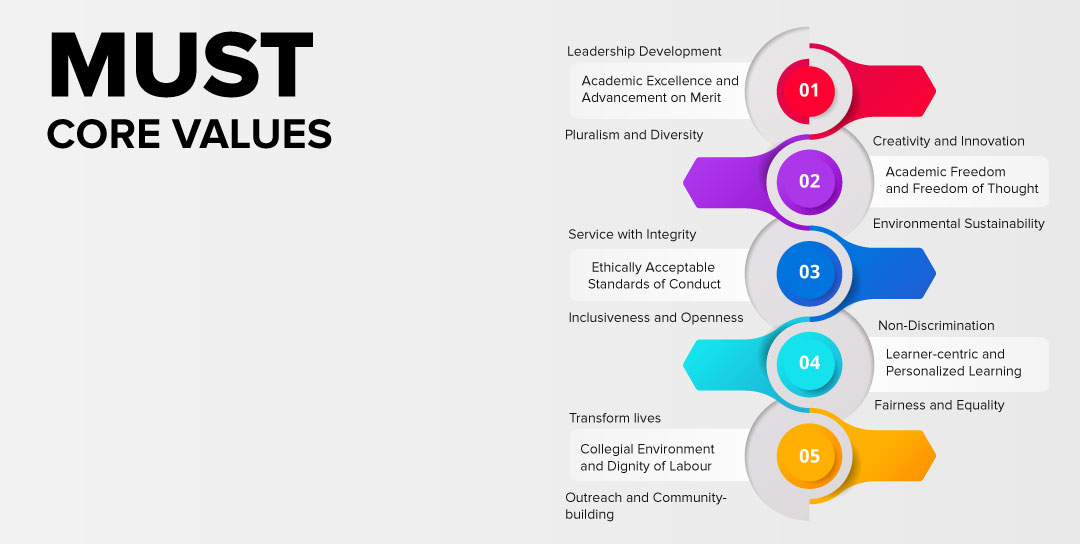 MUST
CORE VALUES
Leadership Development
Academic Excellence and
Advancement on Merit
Pluralism and Diversity
01
Creativity and Innovation
Academic Freedom
and Freedom of Thought
Environmental Sustainability
02
Service with Integrity
Ethically Acceptable
Standards of Conduct
Inclusiveness and Openness
03
Non-Discrimination
Learner-centric and
Personalized Learning
Fairness and Equality
04
Transform lives
Collegial Environment
and Dignity of Labour
Outreach and Community-
building
05